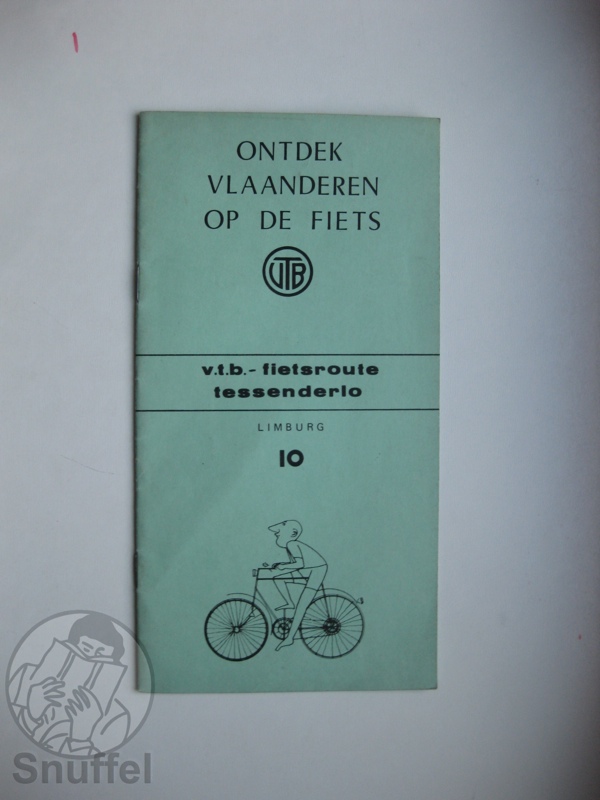 ONTDEK
VLAANDEREN
OP DE FIETS
VTB
v.t.b.- fietsroute
tessenderlo
LIMBURG
10
Snuffel